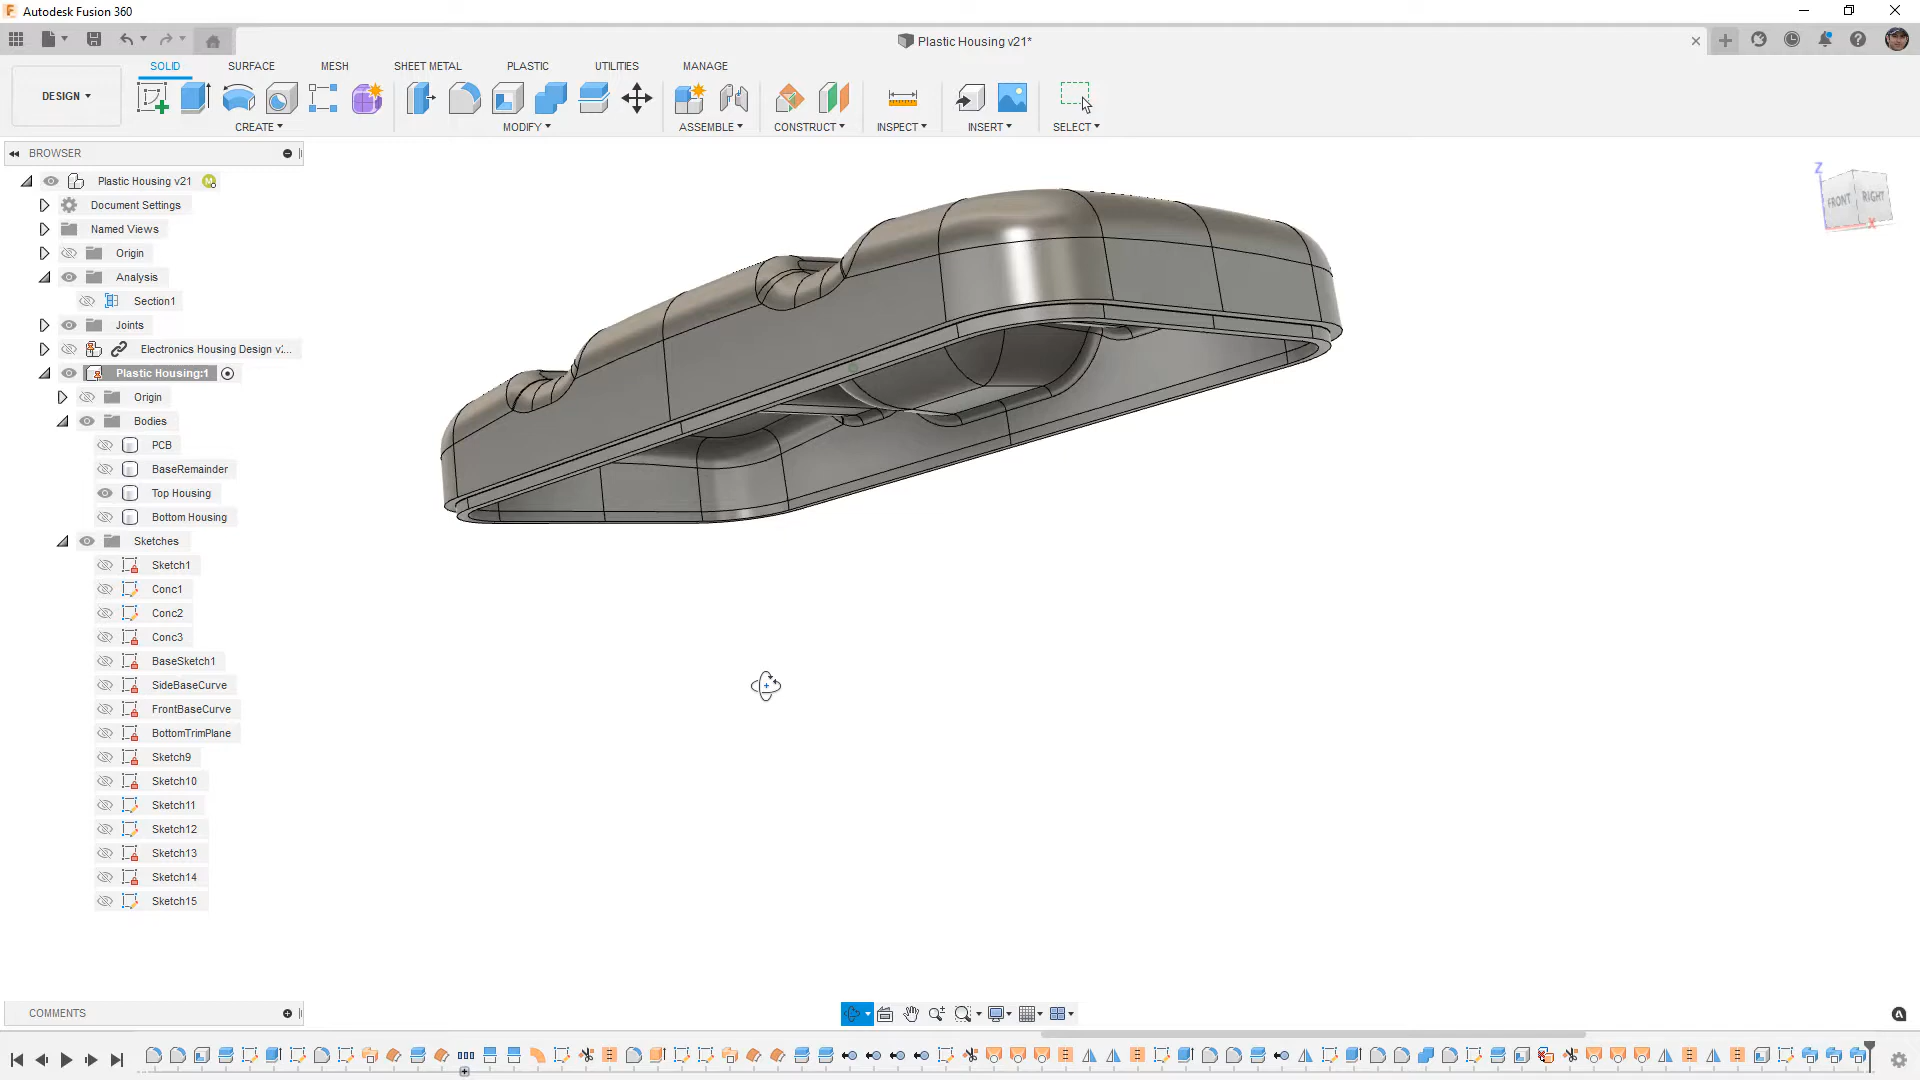 Autodesk Fusion 360
Plastic Housing v21*
DESIGN
SOLID
SURFACE
MESH
SHEET METAL
PLASTIC
UTILITIES
MANAGE
CREATE
MODIFY
ASSEMBLE
CONSTRUCT
INSPECT
INSERT
SELECT
BROWSER
Plastic Housing v21
Document Settings
Named Views
Origin
Analysis
Section1
Joints
Electronics Housing Design v:...
Plastic Housing:1
Origin
Bodies
PCB
BaseRemainder
Top Housing
Bottom Housing
Sketches
Sketch1
Conc1
Conc2
Conc3
BaseSketch1
SideBaseCurve
FrontBaseCurve
BottomTrimPlane
Sketch9
Sketch10
Sketch11
Sketch12
Sketch13
Sketch14
Sketch15
Z
FRONT
RIGHT
X
COMMENTS